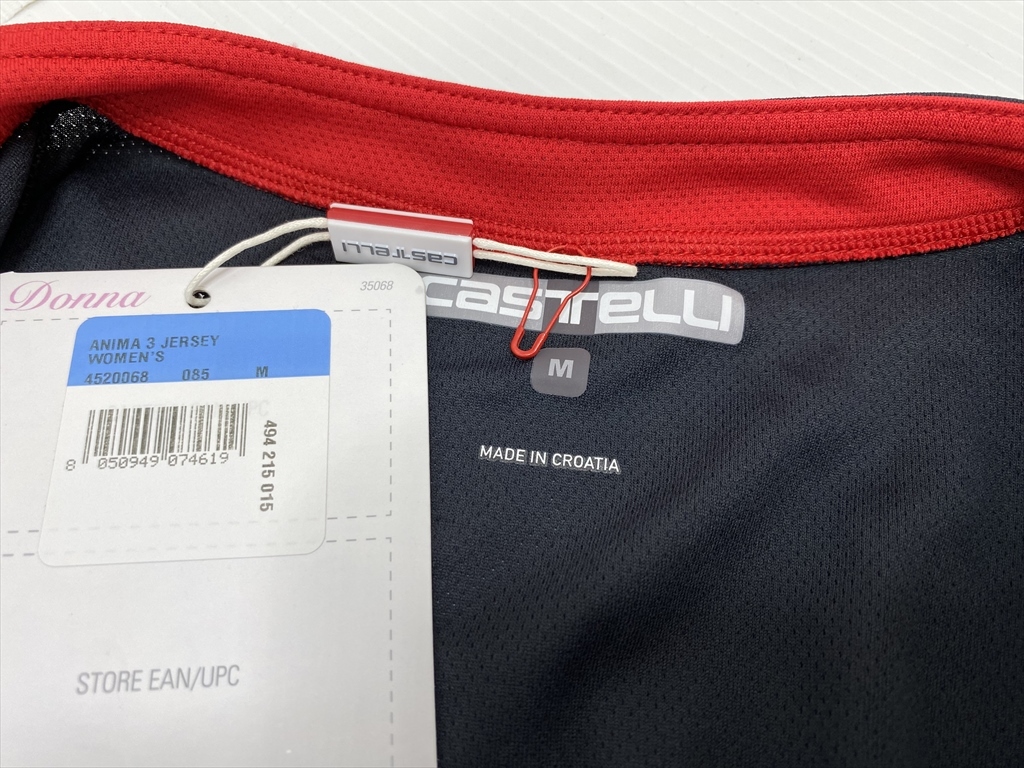 Donna
35068
ANIMA 3 JERSEY
WOMEN'S
4520068 085 M
8 050949 074619
494 215 015
STORE EAN/UPC
CASTELLI
CASTELLI
M
MADE IN CROATIA